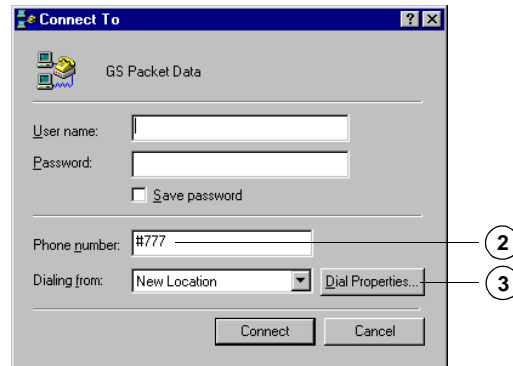 Connect To
GS Packet Data
User name:
Password:
Save password
Phone number: #777
2
Dialing from: New Location Dial Properties...
3
Connect Cancel